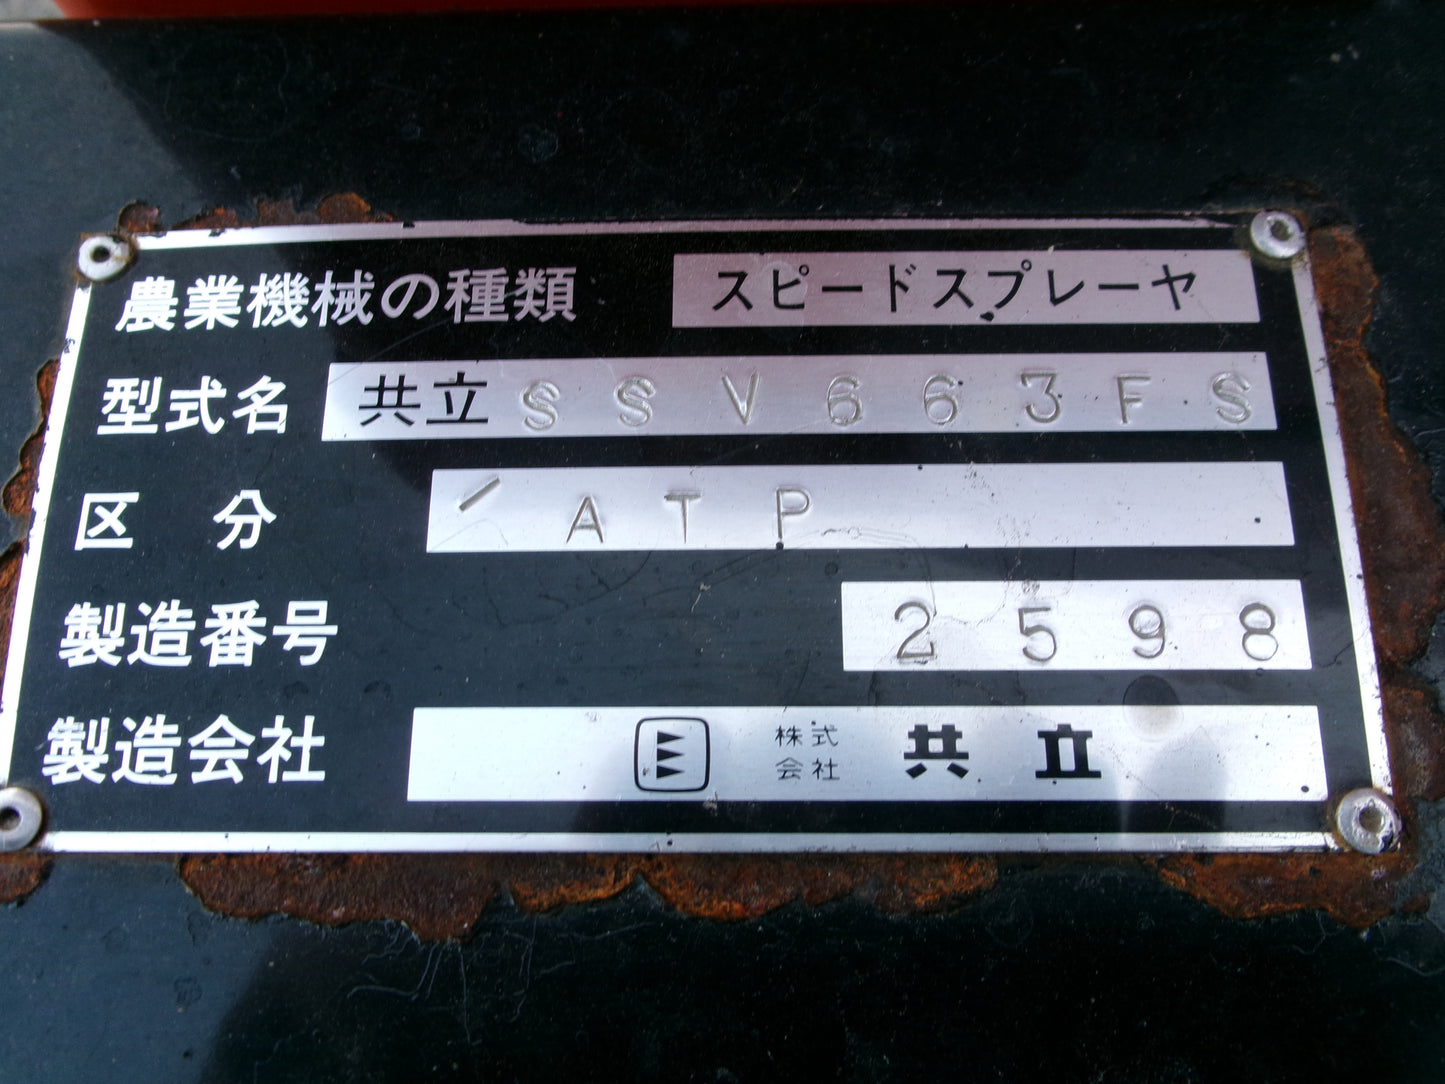 農業機械の種類 スピードスプレーヤ
型式名 共立 SSV663FS
区分 /ATP
製造番号 2598
製造会社 株式会社 共立